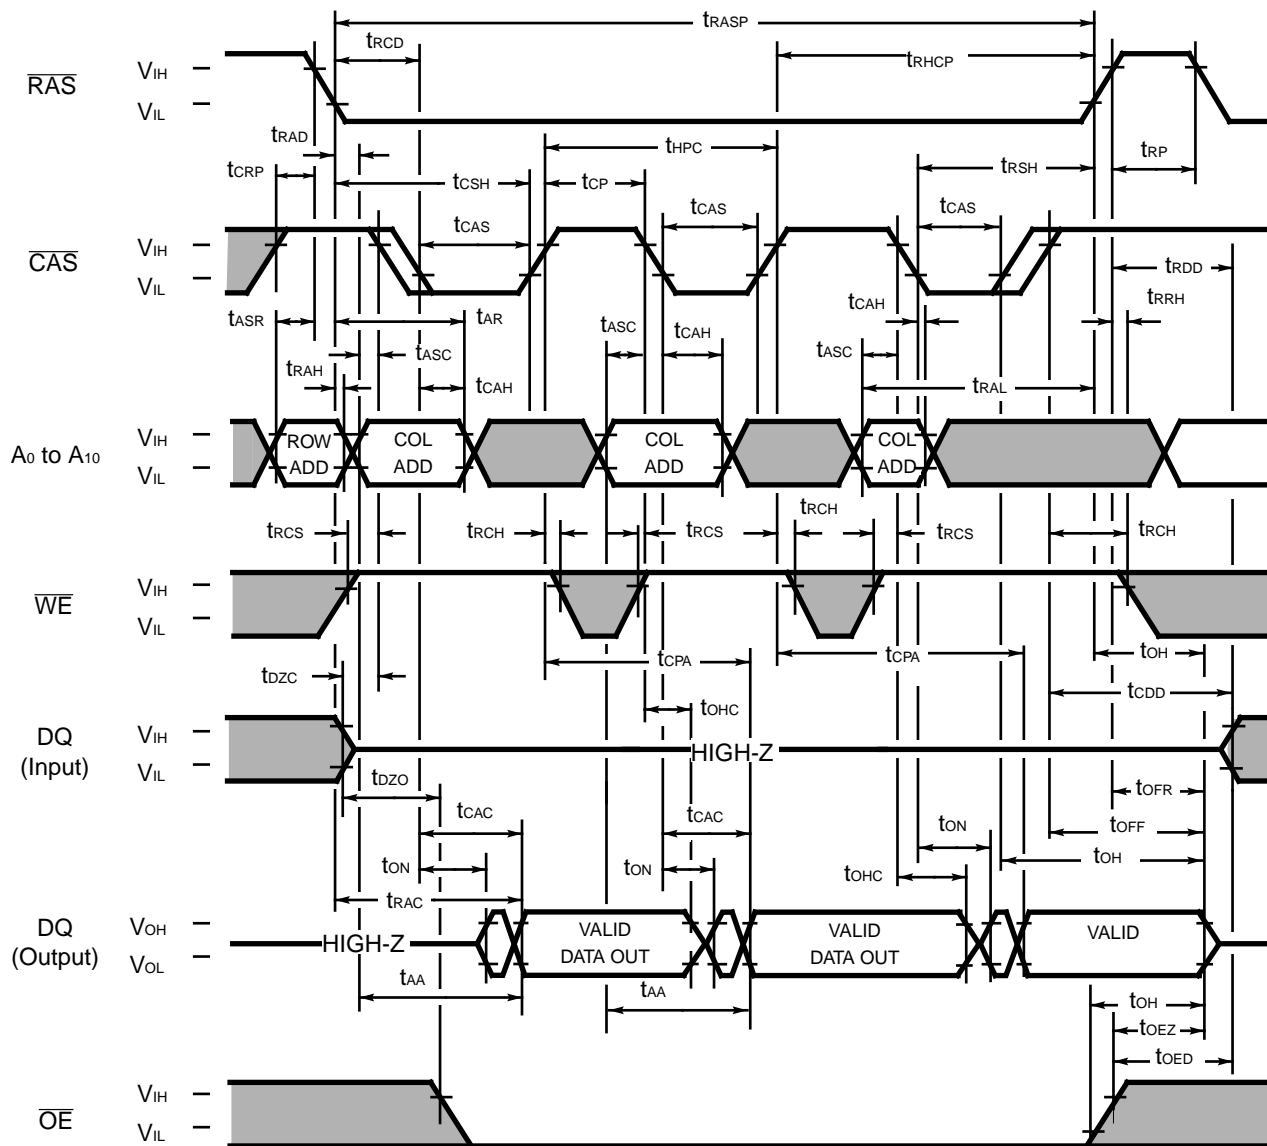 tRASP
tRCD
tRHCP
RAS
VIH
VIL
tRAD
tHPC
tRP
tCRP
tCSH
tCP
tRSH
tCAS
tCAS
tCAS
CAS
VIH
VIL
tRDD
tRRH
tASR
tAR
tASC
tCAH
tCAH
tRAH
tASC
tCAH
tASC
tRAL
A0 to A10
VIH
VIL
ROW
ADD
COL
ADD
COL
ADD
COL
ADD
tRCS
tRCH
tRCS
tRCH
tRCS
tRCH
WE
VIH
VIL
tDZC
tCPA
tCPA
tOH
tCDD
tOHC
DQ
(Input)
VIH
VIL
HIGH-Z
tDZO
tOFR
tCAC
tCAC
tON
tOFF
tON
tON
tOHC
tOH
tRAC
DQ
(Output)
VOH
VOL
HIGH-Z
VALID
DATA OUT
VALID
DATA OUT
VALID
tAA
tAA
tOH
tOEZ
tOED
OE
VIH
VIL